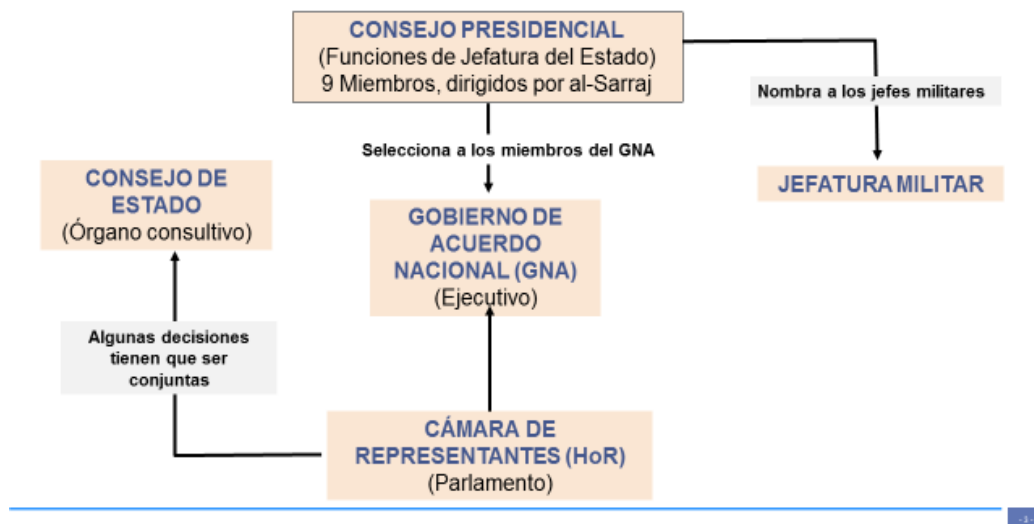 CONSEJO PRESIDENCIAL
(Funciones de Jefatura del Estado)
9 Miembros, dirigidos por al-Sarraj
Nombra a los jefes militares
Selecciona a los miembros del GNA
CONSEJO DE
ESTADO
(Órgano consultivo)
JEFATURA MILITAR
GOBIERNO DE
ACUERDO
NACIONAL (GNA)
(Ejecutivo)
Algunas decisiones
tienen que ser
conjuntas
CÁMARA DE
REPRESENTANTES (HoR)
(Parlamento)